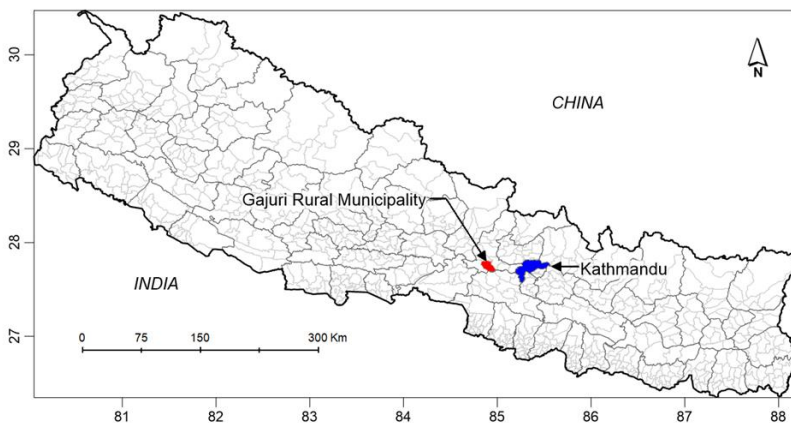 30
N
CHINA
29
Gajuri Rural Municipality
28
Kathmandu
INDIA
27
0 75 150 300 Km
81 82 83 84 85 86 87 88